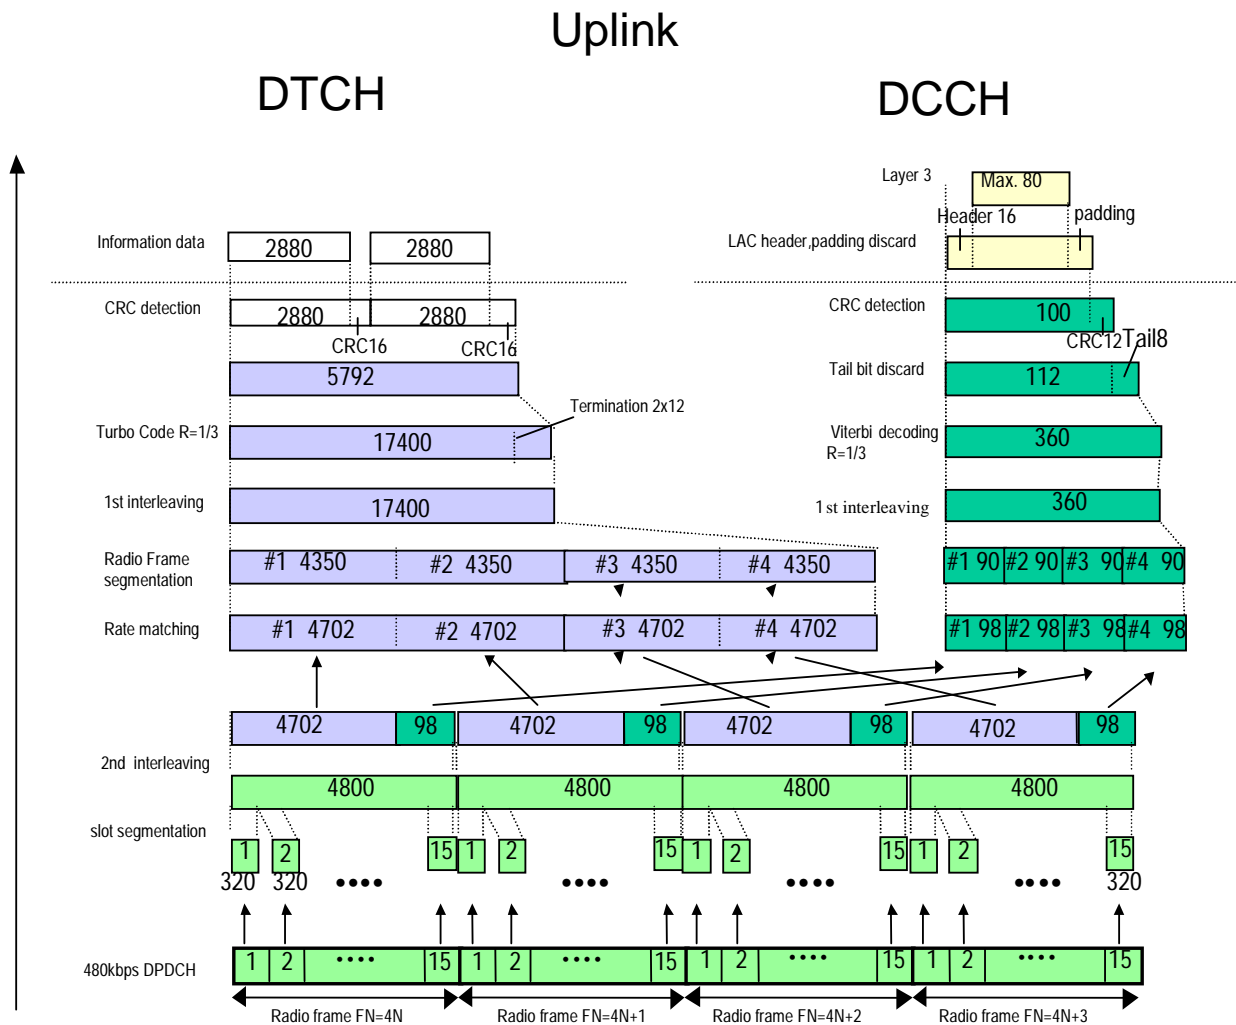 Uplink
DTCH
DCCH
Layer 3
Max. 80
Header 16
padding
Information data
2880
2880
LAC header,padding discard
CRC detection
2880
2880
CRC16
CRC16
CRC detection
100
CRC12
Tail8
5792
Tail bit discard
112
Termination 2x12
Turbo Code R=1/3
17400
Viterbi decoding
R=1/3
360
1st interleaving
17400
1st interleaving
360
Radio Frame
segmentation
#1 4350
#2 4350
#3 4350
#4 4350
#1 90
#2 90
#3 90
#4 90
Rate matching
#1 4702
#2 4702
#3 4702
#4 4702
#1 98
#2 98
#3 98
#4 98
4702
98
4702
98
4702
98
4702
98
2nd interleaving
4800
4800
4800
4800
slot segmentation
1
2
15
1
2
15
1
2
15
1
2
15
320
320
••••
••••
••••
••••
320
480kbps DPDCH
1
2
••••
15
1
2
••••
15
1
2
••••
15
1
2
••••
15
Radio frame FN=4N
Radio frame FN=4N+1
Radio frame FN=4N+2
Radio frame FN=4N+3